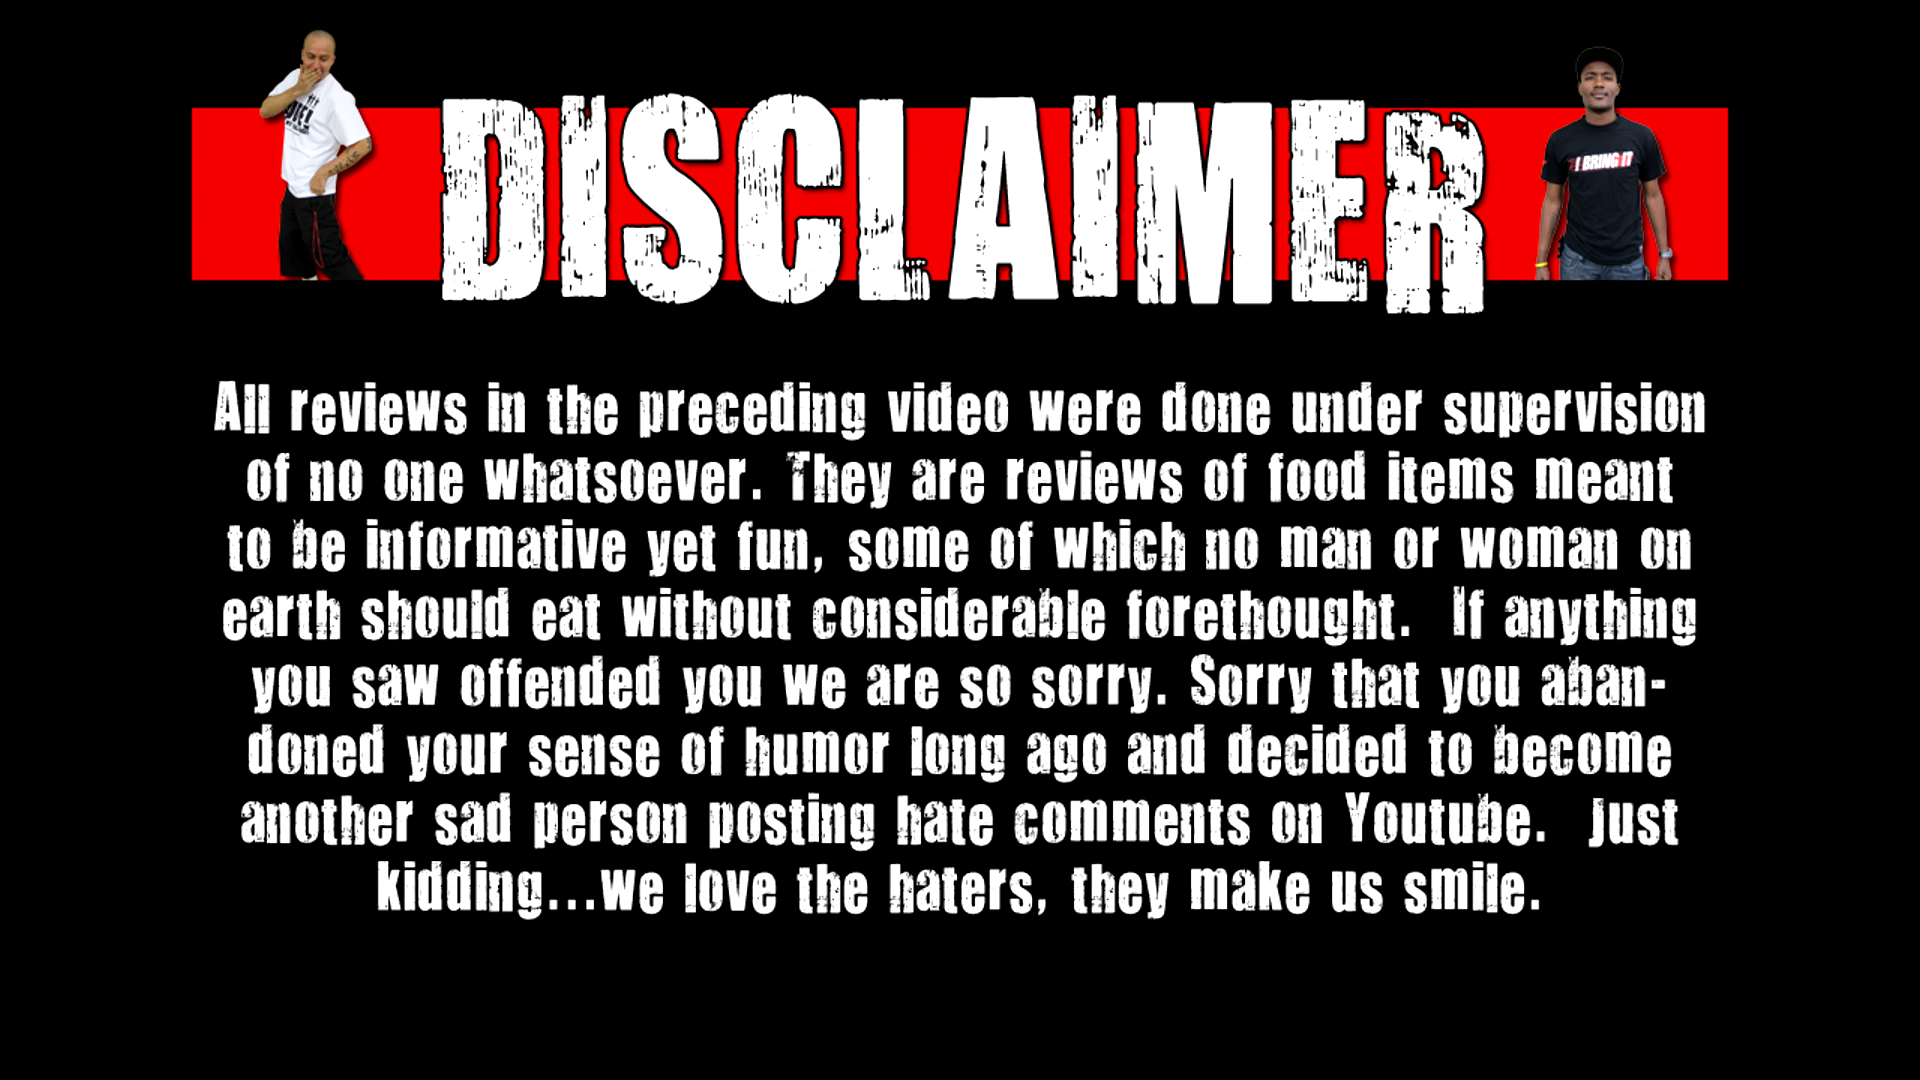 DISCLAIMER
DIET
I BRING IT
All reviews in the preceding video were done under supervision
of no one whatsoever. They are reviews of food items meant
to be informative yet fun, some of which no man or woman on
earth should eat without considerable forethought. If anything
you saw offended you we are so sorry. Sorry that you aban-
doned your sense of humor long ago and decided to become
another sad person posting hate comments on Youtube. Just
kidding...we love the haters, they make us smile.